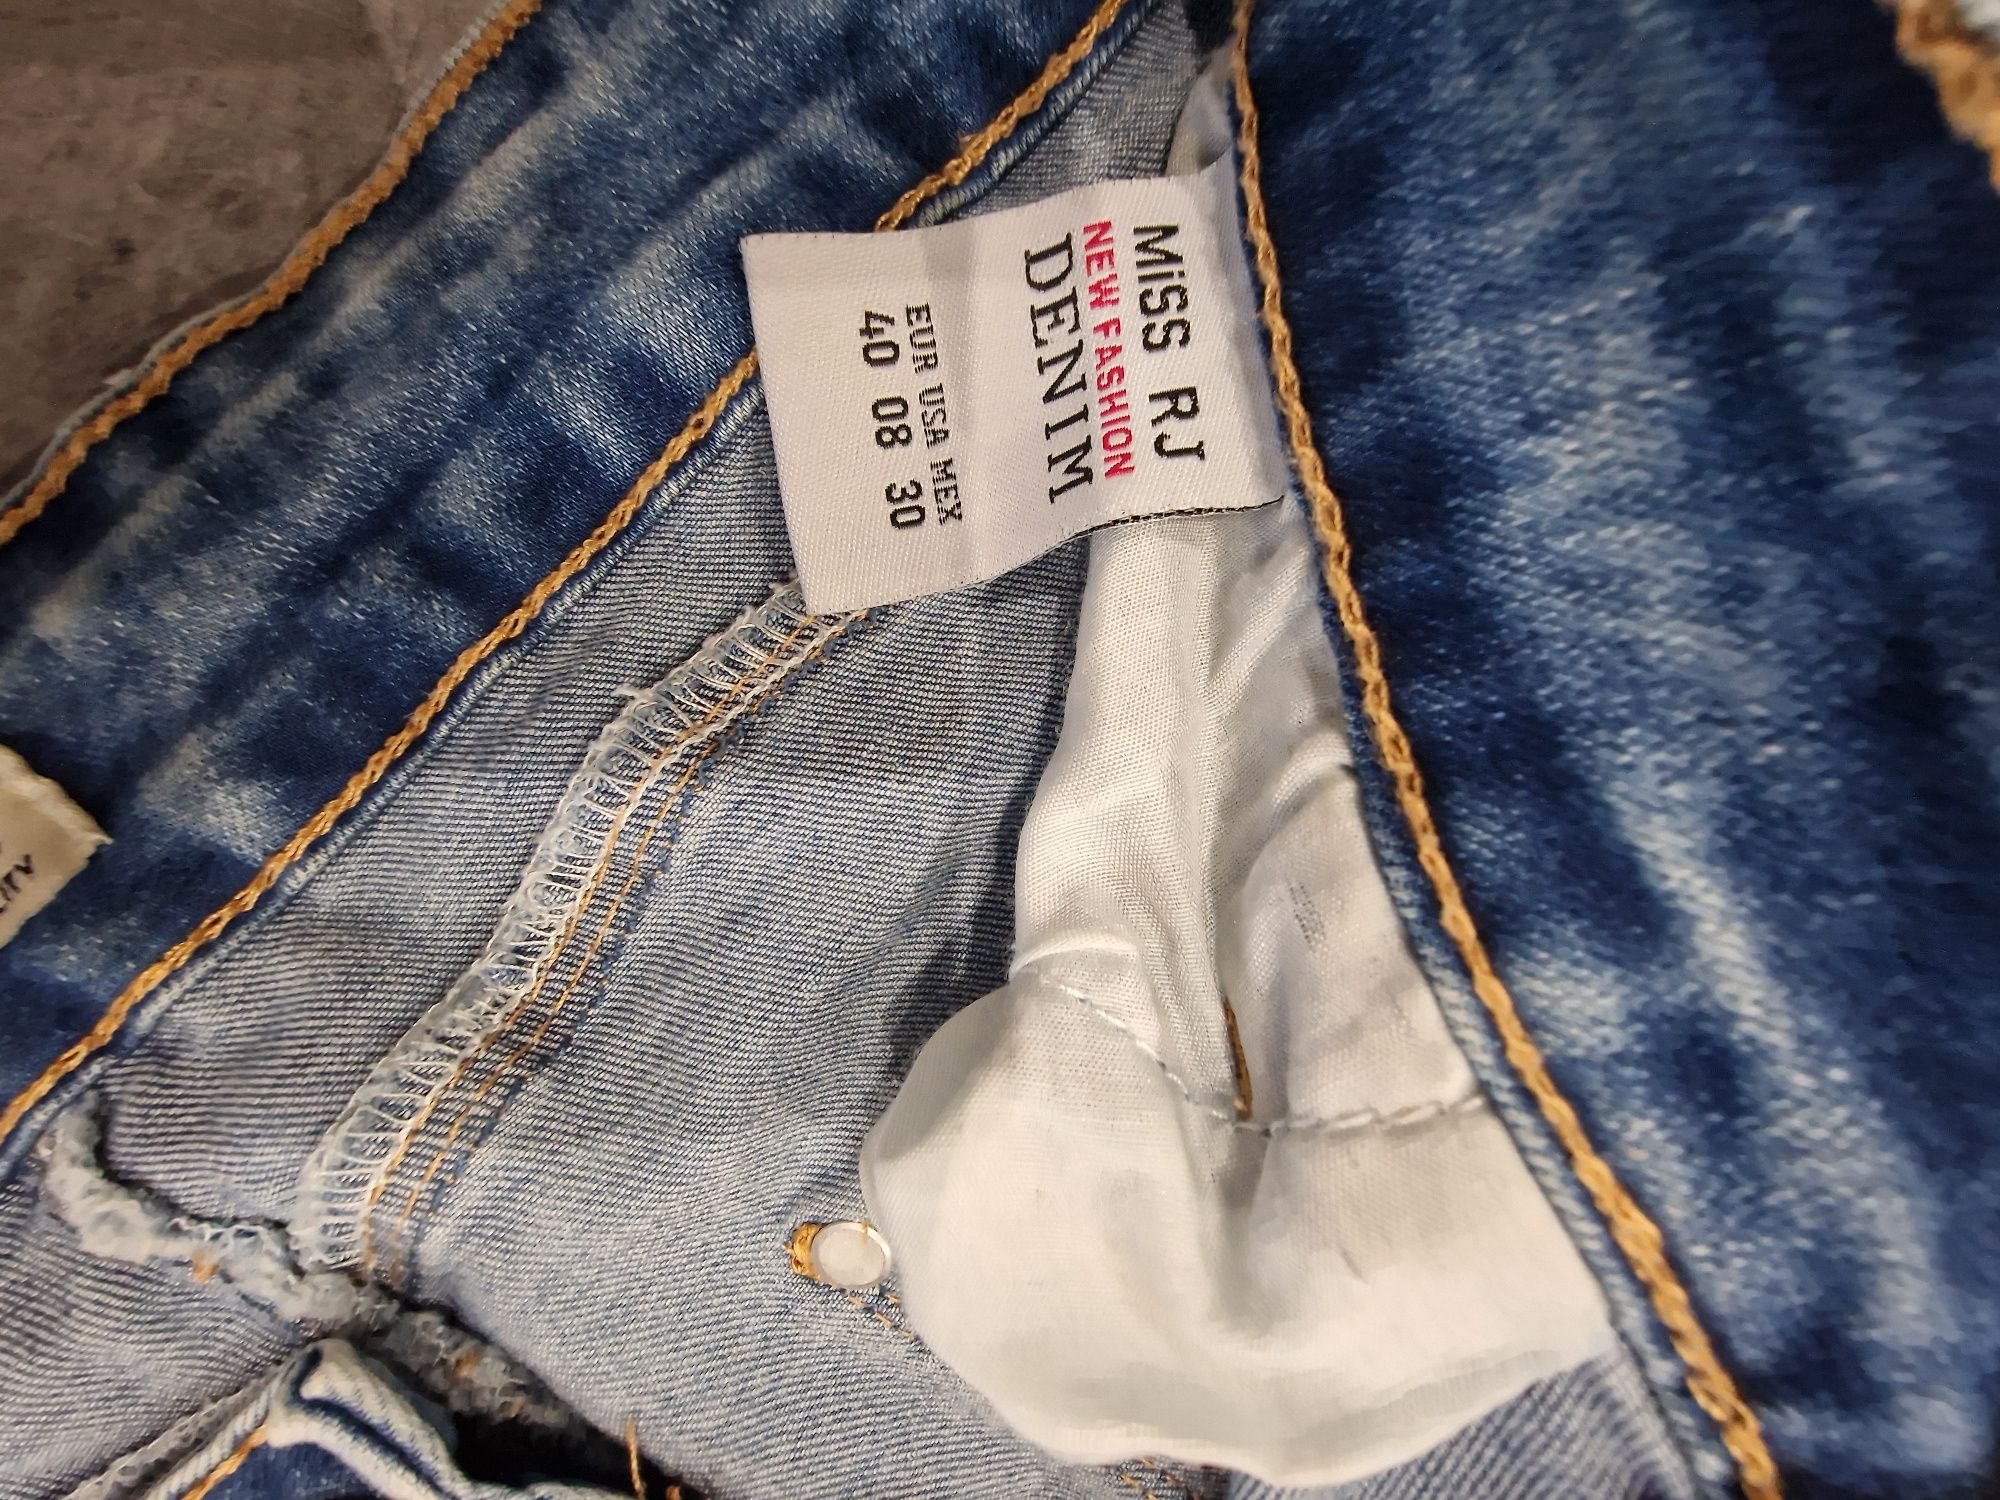 MiSS RJ
NEW FASHION
DENIM
EUR USA MEX
40 08 30